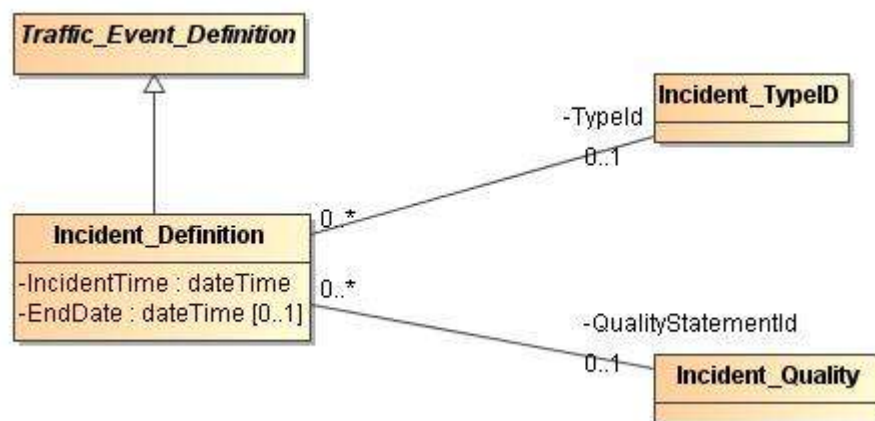 Traffic_Event_Definition
Incident_TypeID
-TypeId
0..1
0..*
Incident_Definition
-IncidentTime : dateTime
-EndDate : dateTime [0..1]
0..*
-QualityStatementId
0..1
Incident_Quality